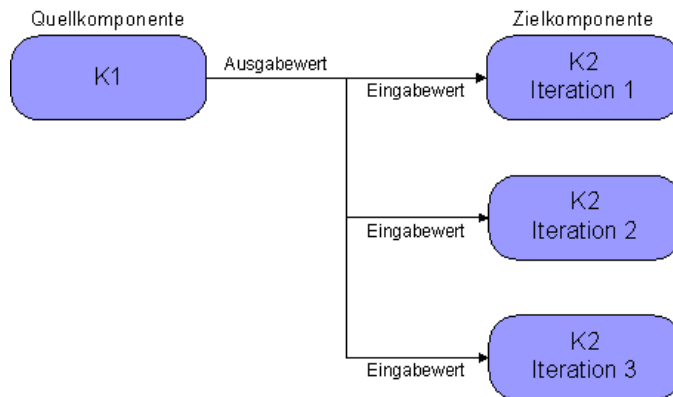 Quellkomponente
Zielkomponente
K1
Ausgabewert
Eingabewert
K2
Iteration 1
Eingabewert
K2
Iteration 2
Eingabewert
K2
Iteration 3